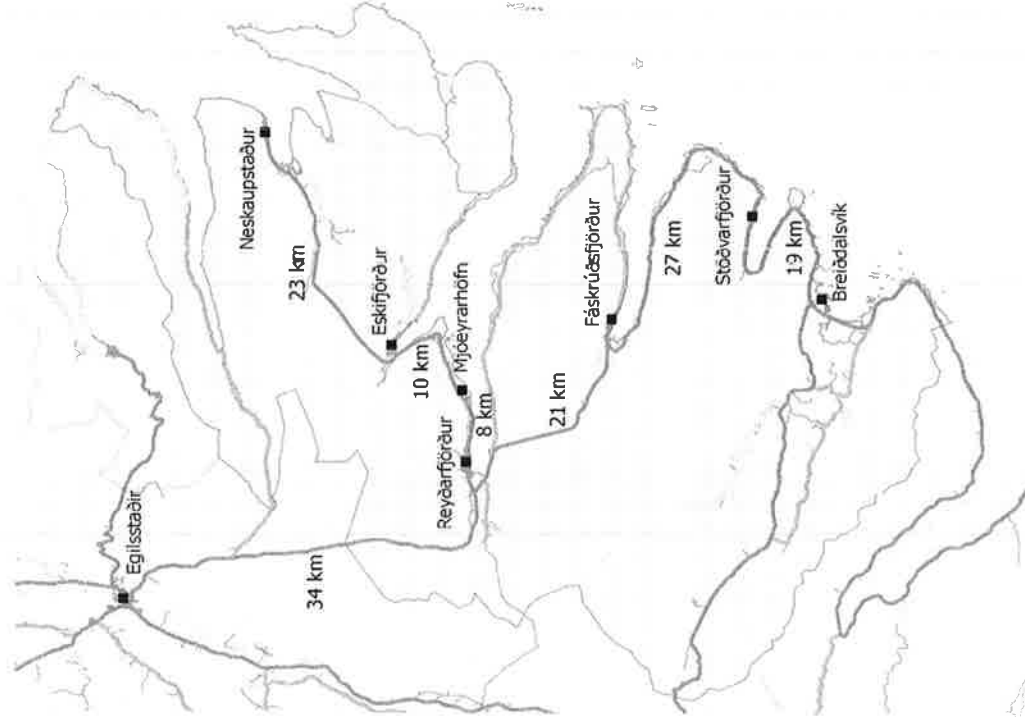 Neskaupstaður
23 km
Eskifjörður
10 km
Mjóeyrarhöfn
8 km
Reyðarfjörður
Egilsstaðir
34 km
21 km
Fáskrúðsfjörður
27 km
Stöðvarfjörður
19 km
Breiðdalsvík